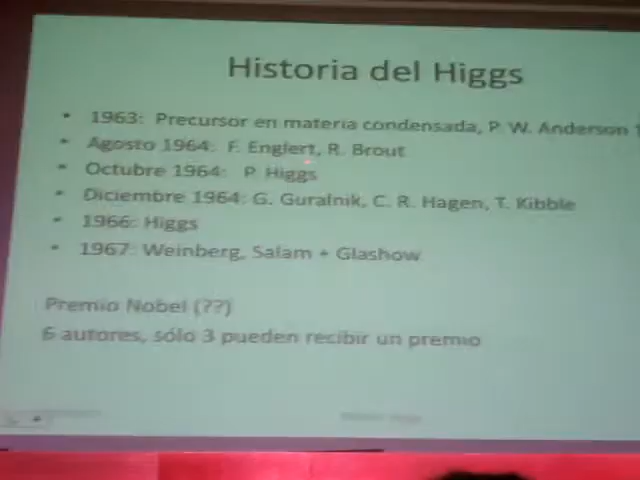 Historia del Higgs
• 1963: Precursor en materia condensada, P. W. Anderson
• Agosto 1964: F. Englert, R. Brout
• Octubre 1964: P. Higgs
• Diciembre 1964: G. Guralnik, C. R. Hagen, T. Kibble
• 1966: Higgs
• 1967: Weinberg, Salam + Glashow
Premio Nobel (??)
6 autores, sólo 3 pueden recibir un premio